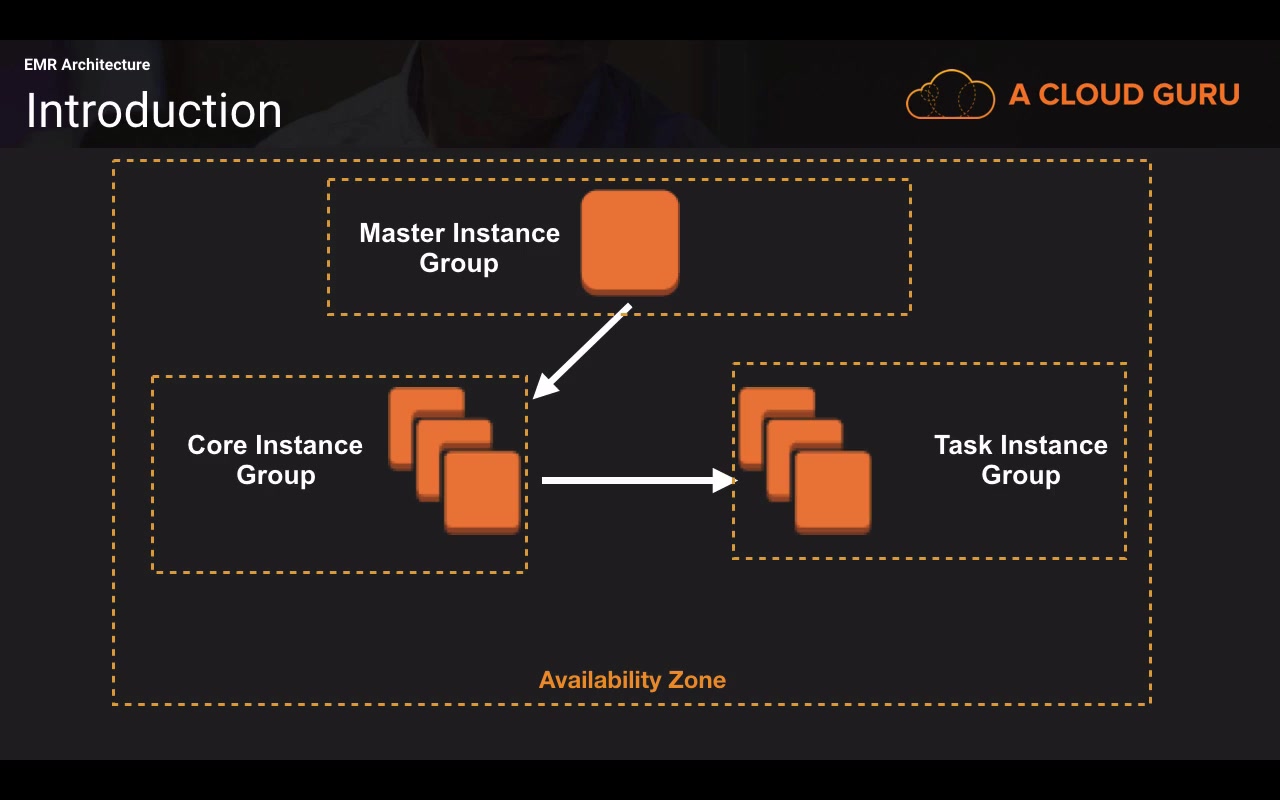 EMR Architecture
Introduction
A CLOUD GURU
Master Instance
Group
Core Instance
Group
Task Instance
Group
Availability Zone